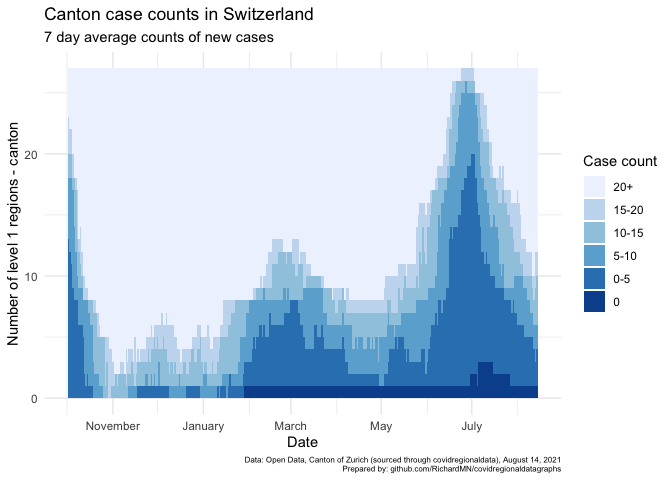 Canton case counts in Switzerland
7 day average counts of new cases
Number of level 1 regions - canton
20
10
0
November January March May July
Date
Case count
20+
15-20
10-15
5-10
0-5
0
Data: Open Data, Canton of Zurich (sourced through covidregionaldata), August 14, 2021
Prepared by: github.com/RichardMN/covidregionaldatagraphs